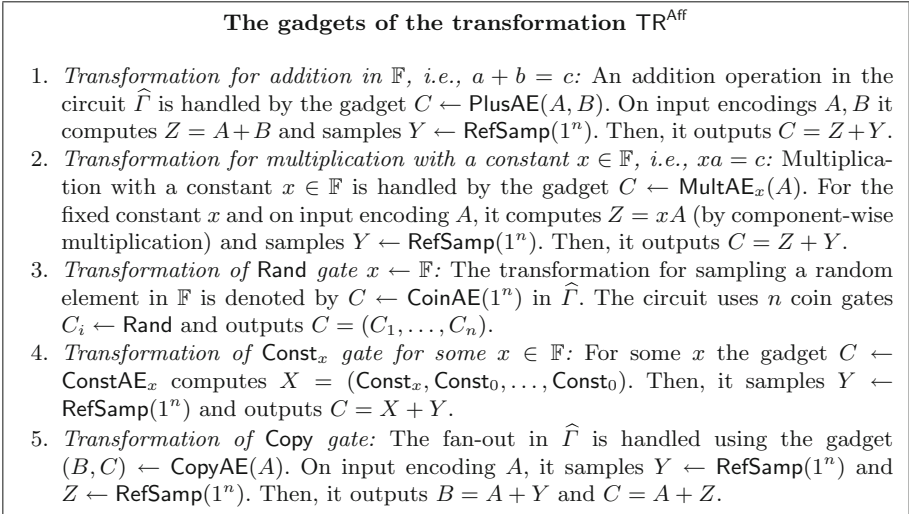 The gadgets of the transformation TR^Aff
1. Transformation for addition in 𝔽, i.e., a + b = c: An addition operation in the
circuit Γ̂ is handled by the gadget C ← PlusAE(A, B). On input encodings A, B it
computes Z = A+B and samples Y ← RefSamp(1^n). Then, it outputs C = Z+Y.
2. Transformation for multiplication with a constant x ∈ 𝔽, i.e., xa = c: Multiplica-
tion with a constant x ∈ 𝔽 is handled by the gadget C ← MultAE_x(A). For the
fixed constant x and on input encoding A, it computes Z = xA (by component-wise
multiplication) and samples Y ← RefSamp(1^n). Then, it outputs C = Z + Y.
3. Transformation of Rand gate x ← 𝔽: The transformation for sampling a random
element in 𝔽 is denoted by C ← CoinAE(1^n) in Γ̂. The circuit uses n coin gates
C_i ← Rand and outputs C = (C_1, . . . , C_n).
4. Transformation of Const_x gate for some x ∈ 𝔽: For some x the gadget C ←
ConstAE_x computes X = (Const_x, Const_0, . . . , Const_0). Then, it samples Y ←
RefSamp(1^n) and outputs C = X + Y.
5. Transformation of Copy gate: The fan-out in Γ̂ is handled using the gadget
(B, C) ← CopyAE(A). On input encoding A, it samples Y ← RefSamp(1^n) and
Z ← RefSamp(1^n). Then, it outputs B = A + Y and C = A + Z.